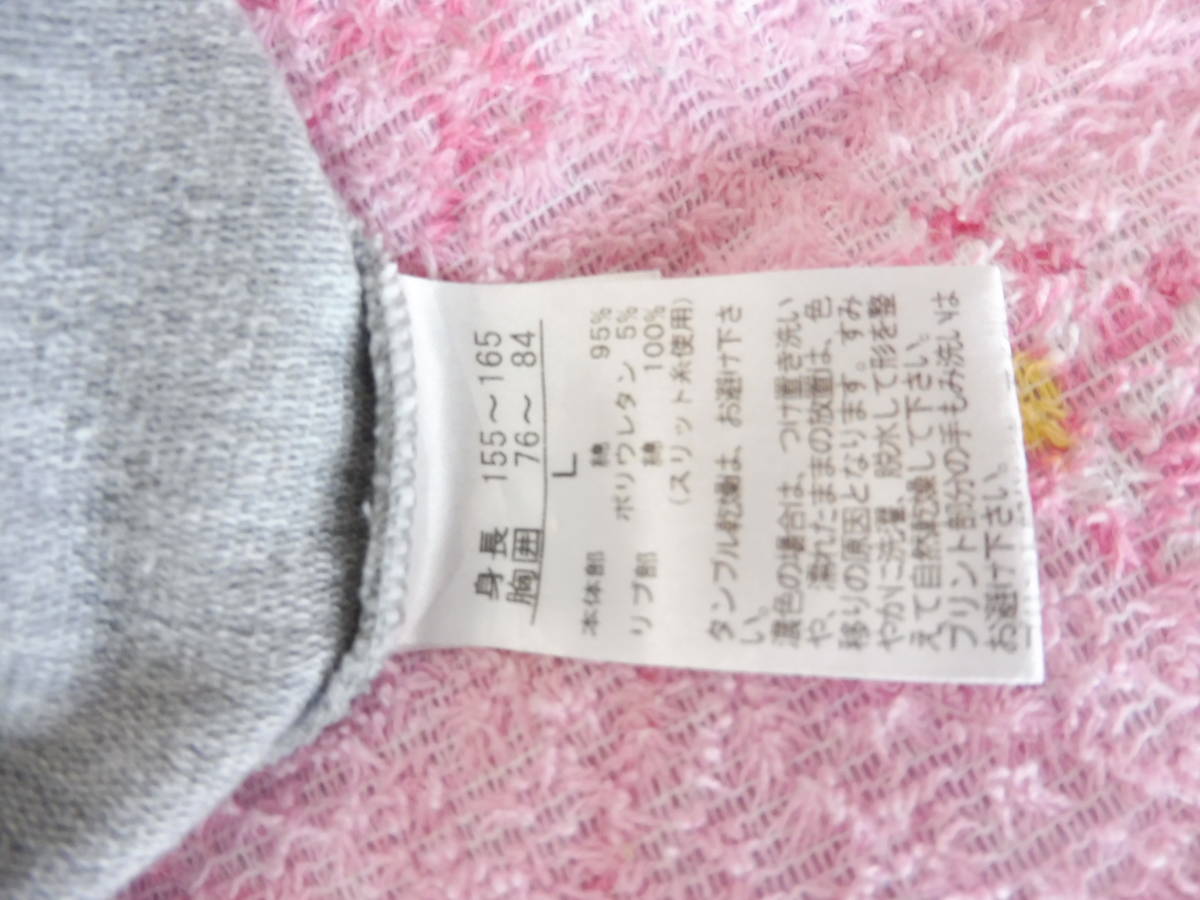 身長 155～165
胸囲 76～ 84
L
本体部 綿 95%
ポリウレタン 5%
リブ部 綿 100%
(スリット糸使用)
タンブル乾燥は、お避け下さ
い。
濃色の場合は、つけ置き洗い
や、濡れたままの放置は、色
移りの原因となります。すみ
やかに洗濯、脱水して形を整
えて自然乾燥して下さい。
プリント部分の手もみ洗いは
お避け下さい。